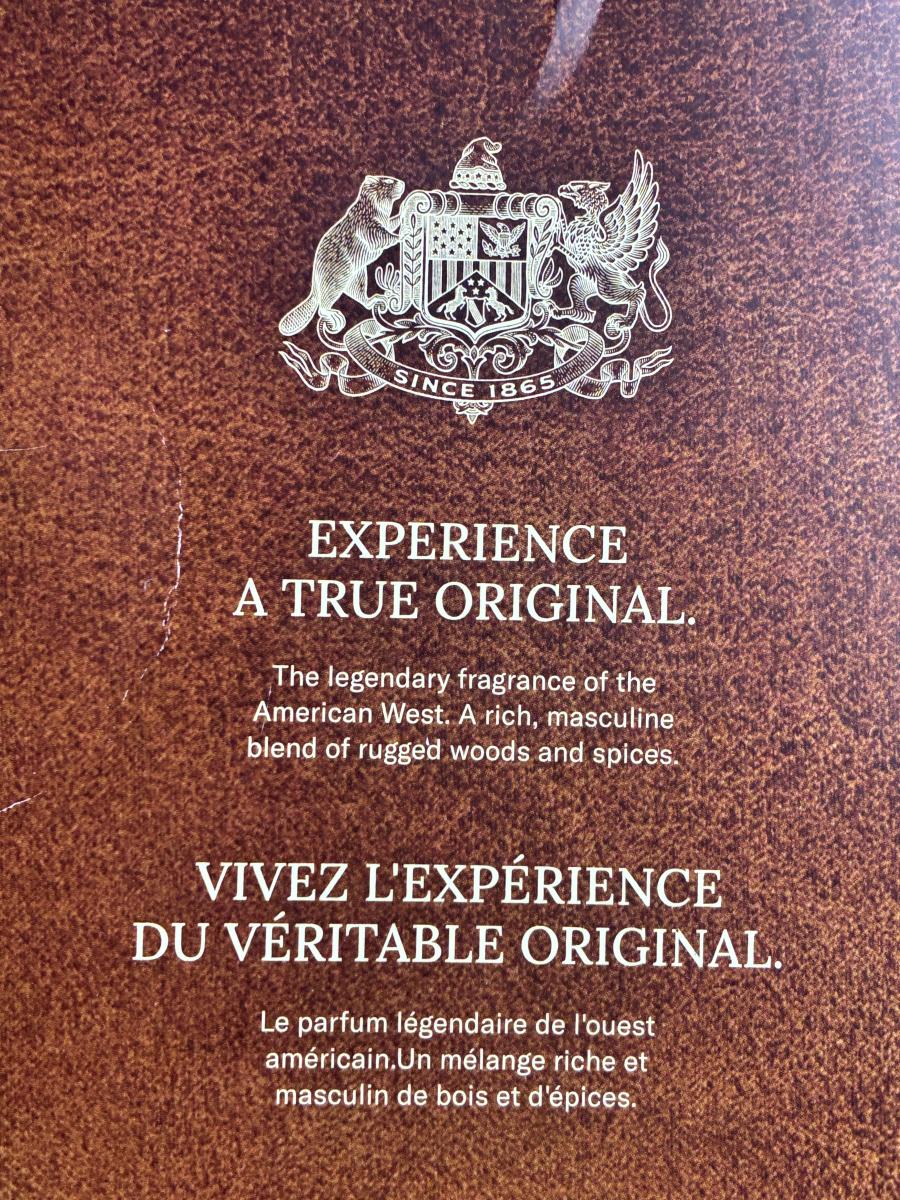 SINCE 1865
EXPERIENCE
A TRUE ORIGINAL.
The legendary fragrance of the
American West. A rich, masculine
blend of rugged woods and spices.
VIVEZ L'EXPÉRIENCE
DU VÉRITABLE ORIGINAL.
Le parfum légendaire de l'ouest
américain.Un mélange riche et
masculin de bois et d'épices.